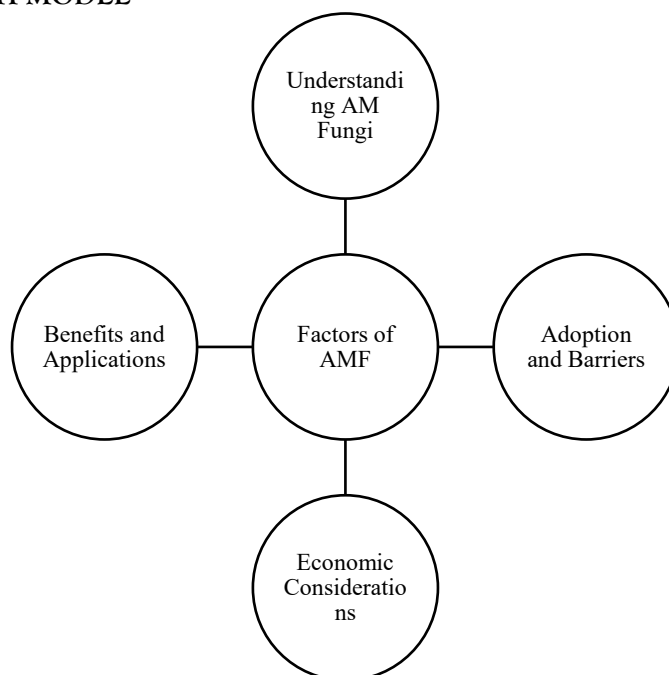 MODEL
Understandi
ng AM
Fungi
Benefits and
Applications
Factors of
AMF
Adoption
and Barriers
Economic
Consideratio
ns